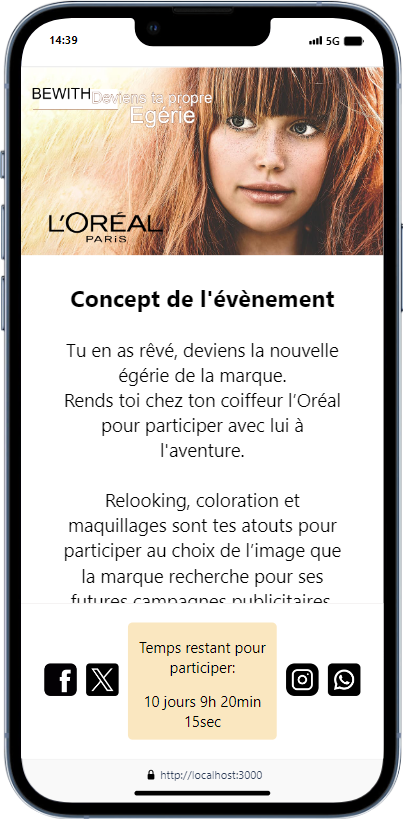 14:39
5G
BEWITH
Deviens ta propre
Egérie
L'ORÉAL
PARIS
Concept de l'évènement
Tu en as rêvé, deviens la nouvelle
égérie de la marque.
Rends toi chez ton coiffeur l’Oréal
pour participer avec lui à
l'aventure.
Relooking, coloration et
maquillages sont tes atouts pour
participer au choix de l’image que
la marque recherche pour ses
futures campagnes publicitaires
Temps restant pour
participer:
10 jours 9h 20min
15sec
http://localhost:3000